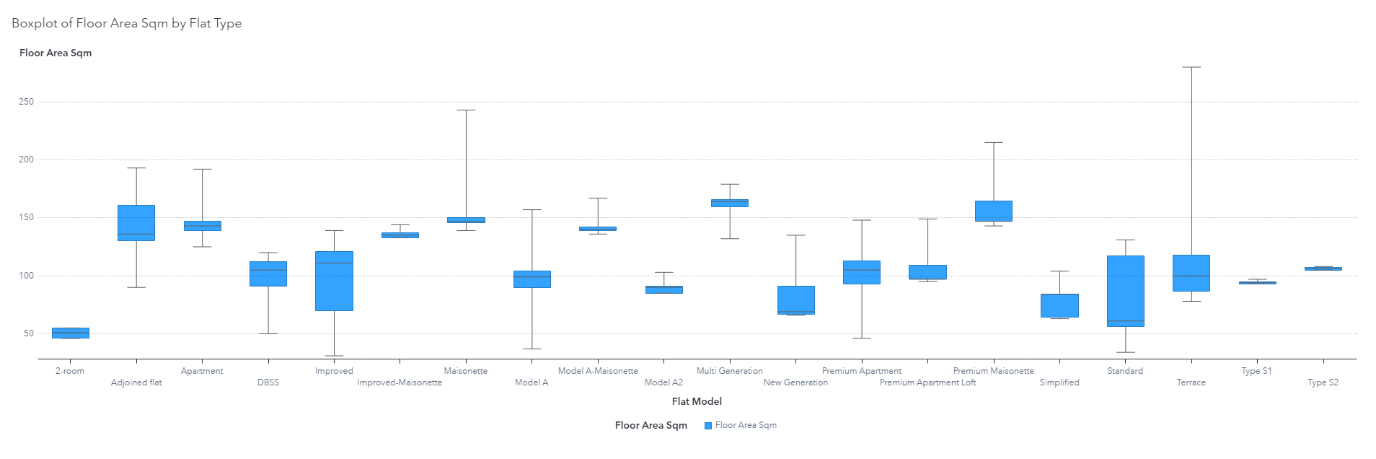 Boxplot of Floor Area Sqm by Flat Type
Floor Area Sqm
250
200
150
100
50
2-room
Adjoined flat
Apartment
DBSS
Improved
Improved-Maisonette
Maisonette
Model A
Model A-Maisonette
Model A2
Multi Generation
New Generation
Premium Apartment
Premium Apartment Loft
Premium Maisonette
Simplified
Standard
Terrace
Type S1
Type S2
Flat Model
Floor Area Sqm Floor Area Sqm